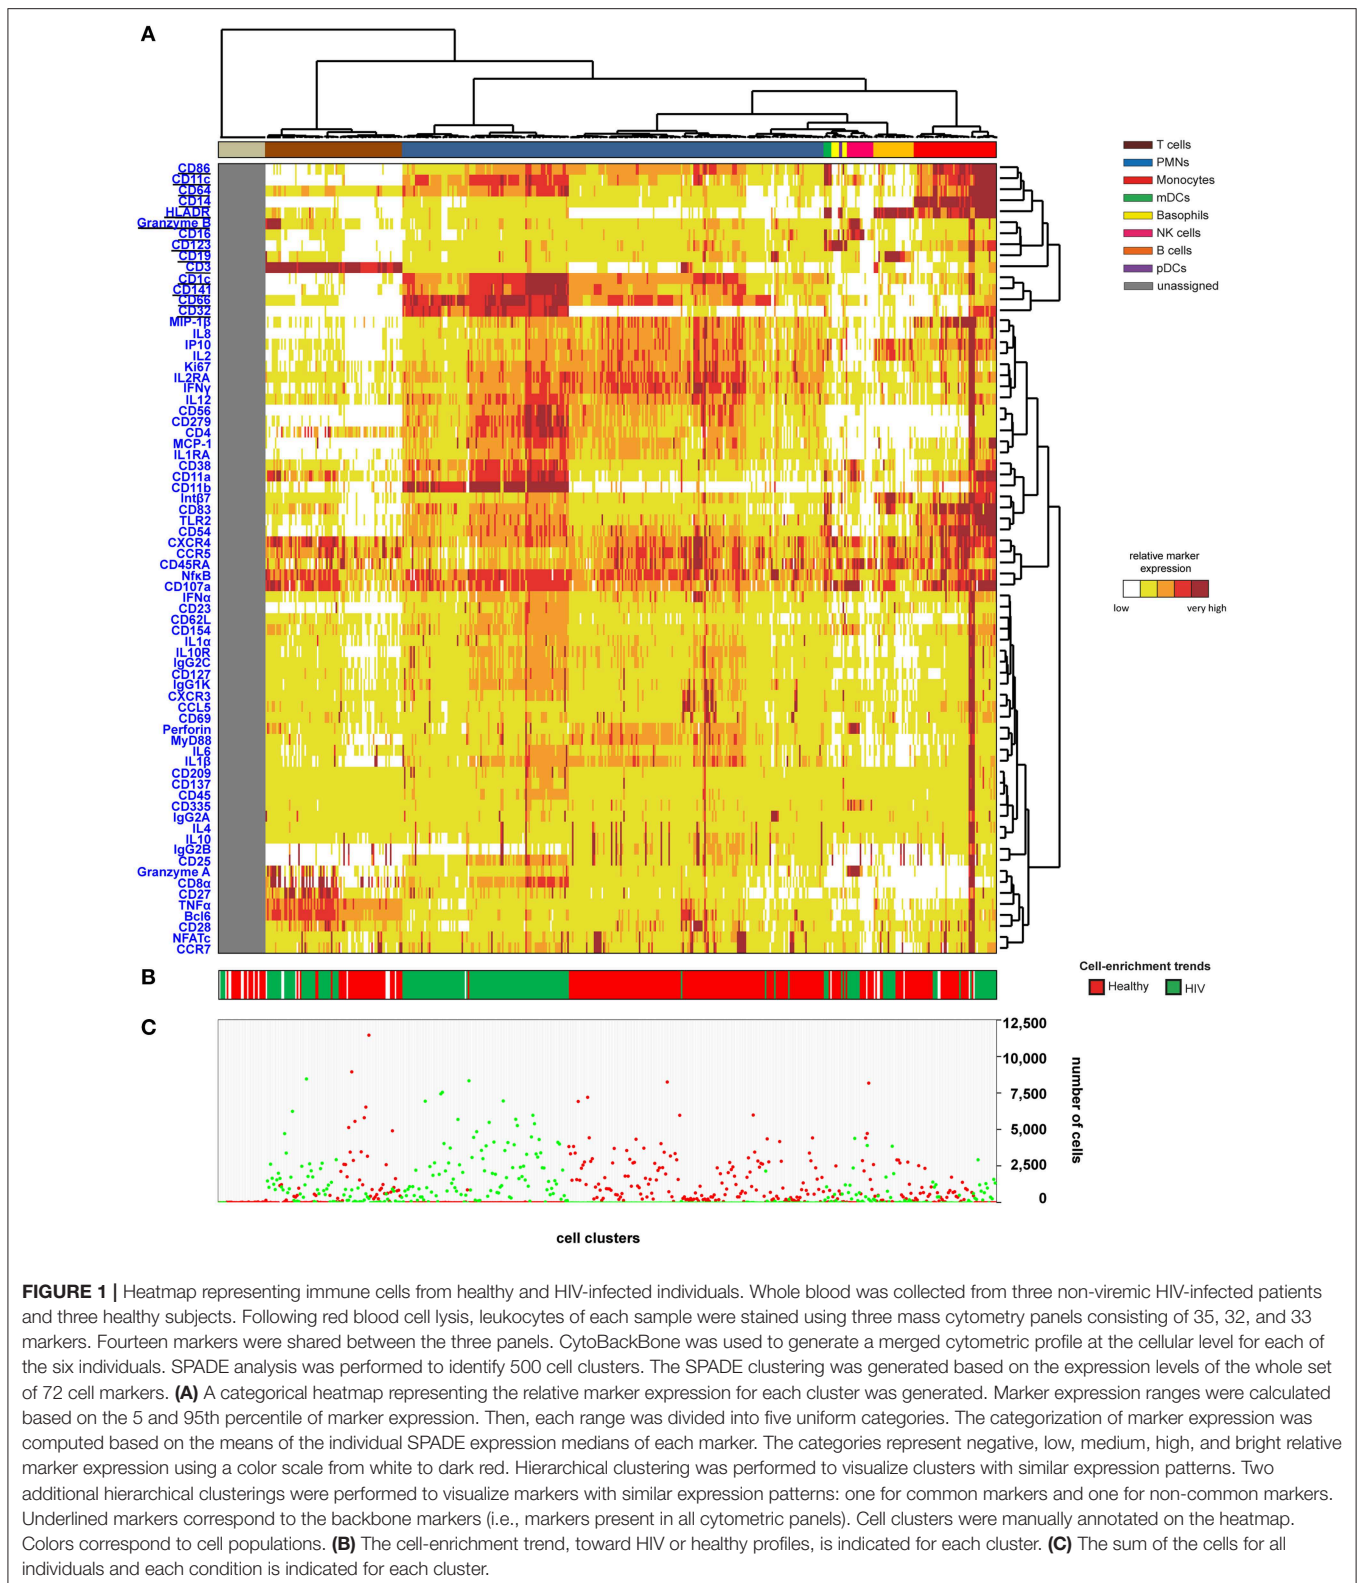 A
T cells
PMNs
Monocytes
mDCs
Basophils
NK cells
B cells
pDCs
unassigned
CD86
CD11c
CD64
CD14
HLADR
Granzyme B
CD16
CD123
CD19
CD3
CD1c
CD141
CD66
CD32
MIP-1β
IL8
IP10
IL2
Ki67
IL2RA
IFNγ
IL12
CD56
CD279
CD4
MCP-1
IL1RA
CD38
CD11a
CD11b
Intβ7
CD83
TLR2
CD54
CXCR4
CCR5
CD45RA
NfκB
CD107a
IFNα
CD23
CD62L
CD154
IL1α
IL10R
IgG2C
CD127
IgG1K
CXCR3
CCL5
CD69
Perforin
MyD88
IL6
IL1β
CD209
CD137
CD45
CD335
IgG2A
IL4
IL10
IgG2B
CD25
Granzyme A
CD8α
CD27
TNFα
Bcl6
CD28
NFATc
CCR7
relative marker
expression
low very high
B
Cell-enrichment trends
Healthy HIV
C
12,500
10,000
7,500
5,000
2,500
0
number of cells
cell clusters
FIGURE 1 | Heatmap representing immune cells from healthy and HIV-infected individuals. Whole blood was collected from three non-viremic HIV-infected patients
and three healthy subjects. Following red blood cell lysis, leukocytes of each sample were stained using three mass cytometry panels consisting of 35, 32, and 33
markers. Fourteen markers were shared between the three panels. CytoBackBone was used to generate a merged cytometric profile at the cellular level for each of
the six individuals. SPADE analysis was performed to identify 500 cell clusters. The SPADE clustering was generated based on the expression levels of the whole set
of 72 cell markers. (A) A categorical heatmap representing the relative marker expression for each cluster was generated. Marker expression ranges were calculated
based on the 5 and 95th percentile of marker expression. Then, each range was divided into five uniform categories. The categorization of marker expression was
computed based on the means of the individual SPADE expression medians of each marker. The categories represent negative, low, medium, high, and bright relative
marker expression using a color scale from white to dark red. Hierarchical clustering was performed to visualize clusters with similar expression patterns. Two
additional hierarchical clusterings were performed to visualize markers with similar expression patterns: one for common markers and one for non-common markers.
Underlined markers correspond to the backbone markers (i.e., markers present in all cytometric panels). Cell clusters were manually annotated on the heatmap.
Colors correspond to cell populations. (B) The cell-enrichment trend, toward HIV or healthy profiles, is indicated for each cluster. (C) The sum of the cells for all
individuals and each condition is indicated for each cluster.